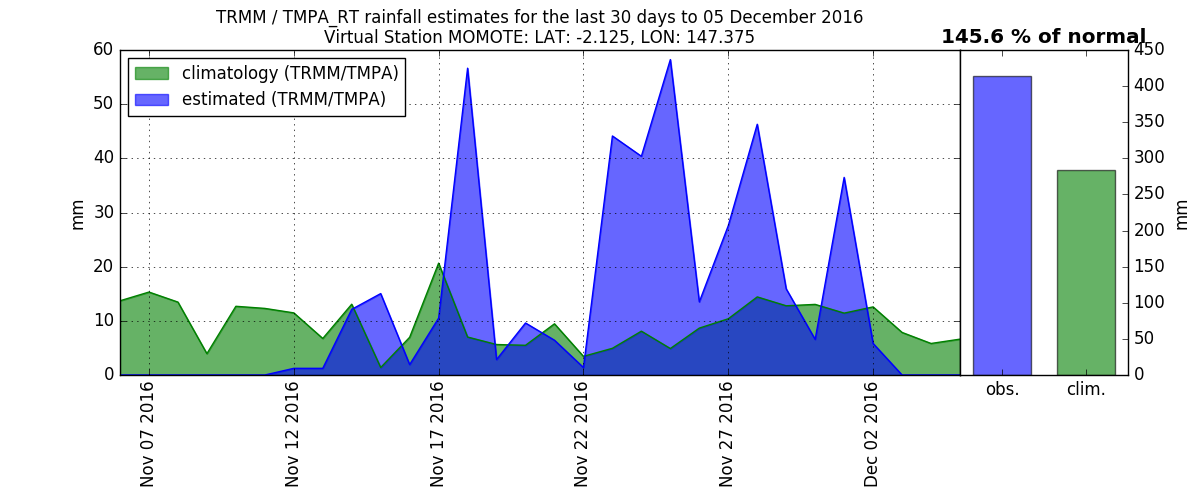 TRMM / TMPA_RT rainfall estimates for the last 30 days to 05 December 2016
Virtual Station MOMOTE: LAT: -2.125, LON: 147.375
145.6 % of normal
climatology (TRMM/TMPA)
estimated (TRMM/TMPA)
60
50
40
30
20
10
0
mm
Nov 07 2016
Nov 12 2016
Nov 17 2016
Nov 22 2016
Nov 27 2016
Dec 02 2016
450
400
350
300
250
200
150
100
50
0
mm
obs.
clim.